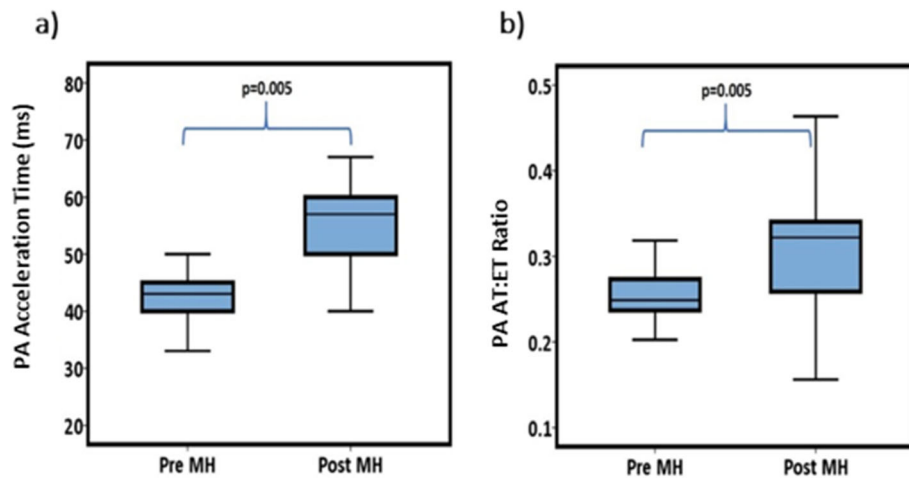 a)
PA Acceleration Time (ms)
80
70
60
50
40
30
20
p=0.005
Pre MH Post MH
b)
PA AT:ET Ratio
0.5
0.4
0.3
0.2
0.1
p=0.005
Pre MH Post MH